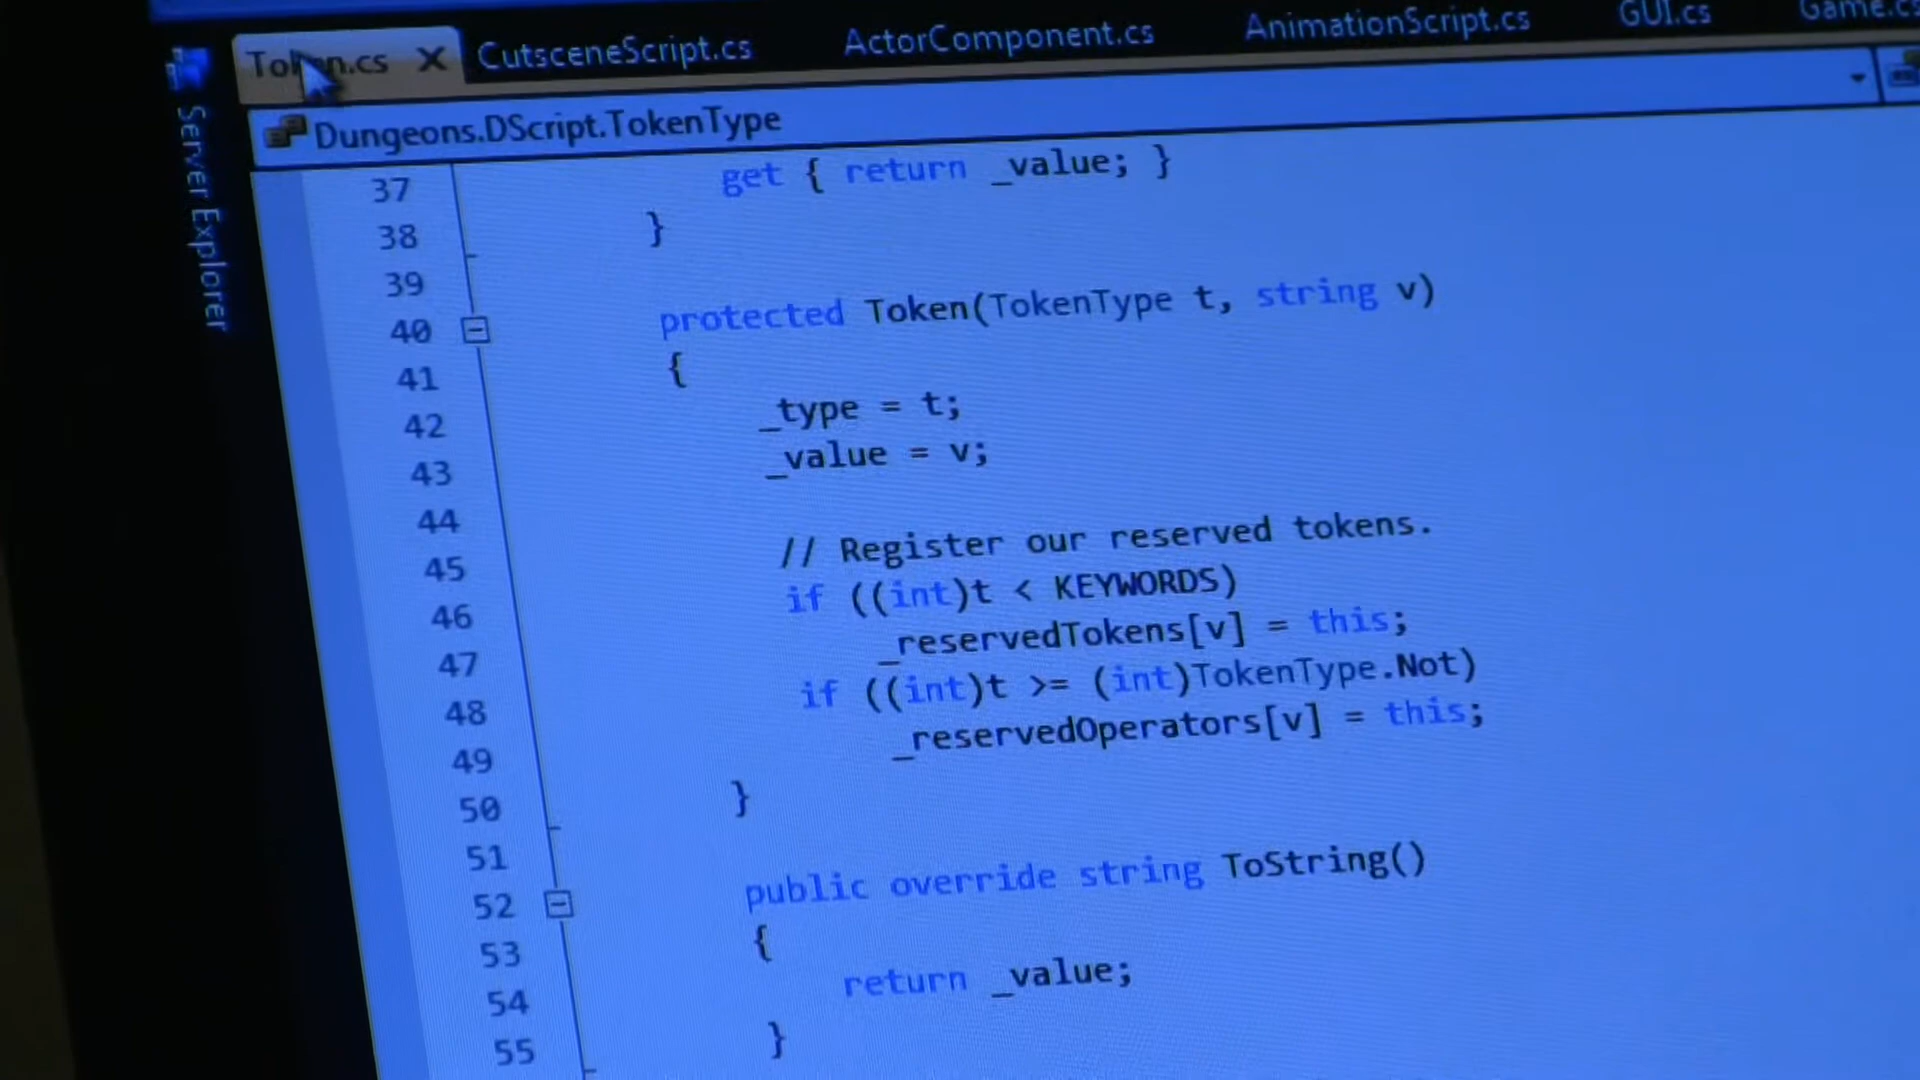 Token.cs X CutsceneScript.cs ActorComponent.cs AnimationScript.cs GUI.cs Game.cs
Server Explorer
Dungeons.DScript.TokenType
37 get { return _value; }
38 }
39
40 protected Token(TokenType t, string v)
41 {
42 _type = t;
43 _value = v;
44
45 // Register our reserved tokens.
46 if ((int)t < KEYWORDS)
47 _reservedTokens[v] = this;
48 if ((int)t >= (int)TokenType.Not)
49 _reservedOperators[v] = this;
50 }
51
52 public override string ToString()
53 {
54 return _value;
55 }